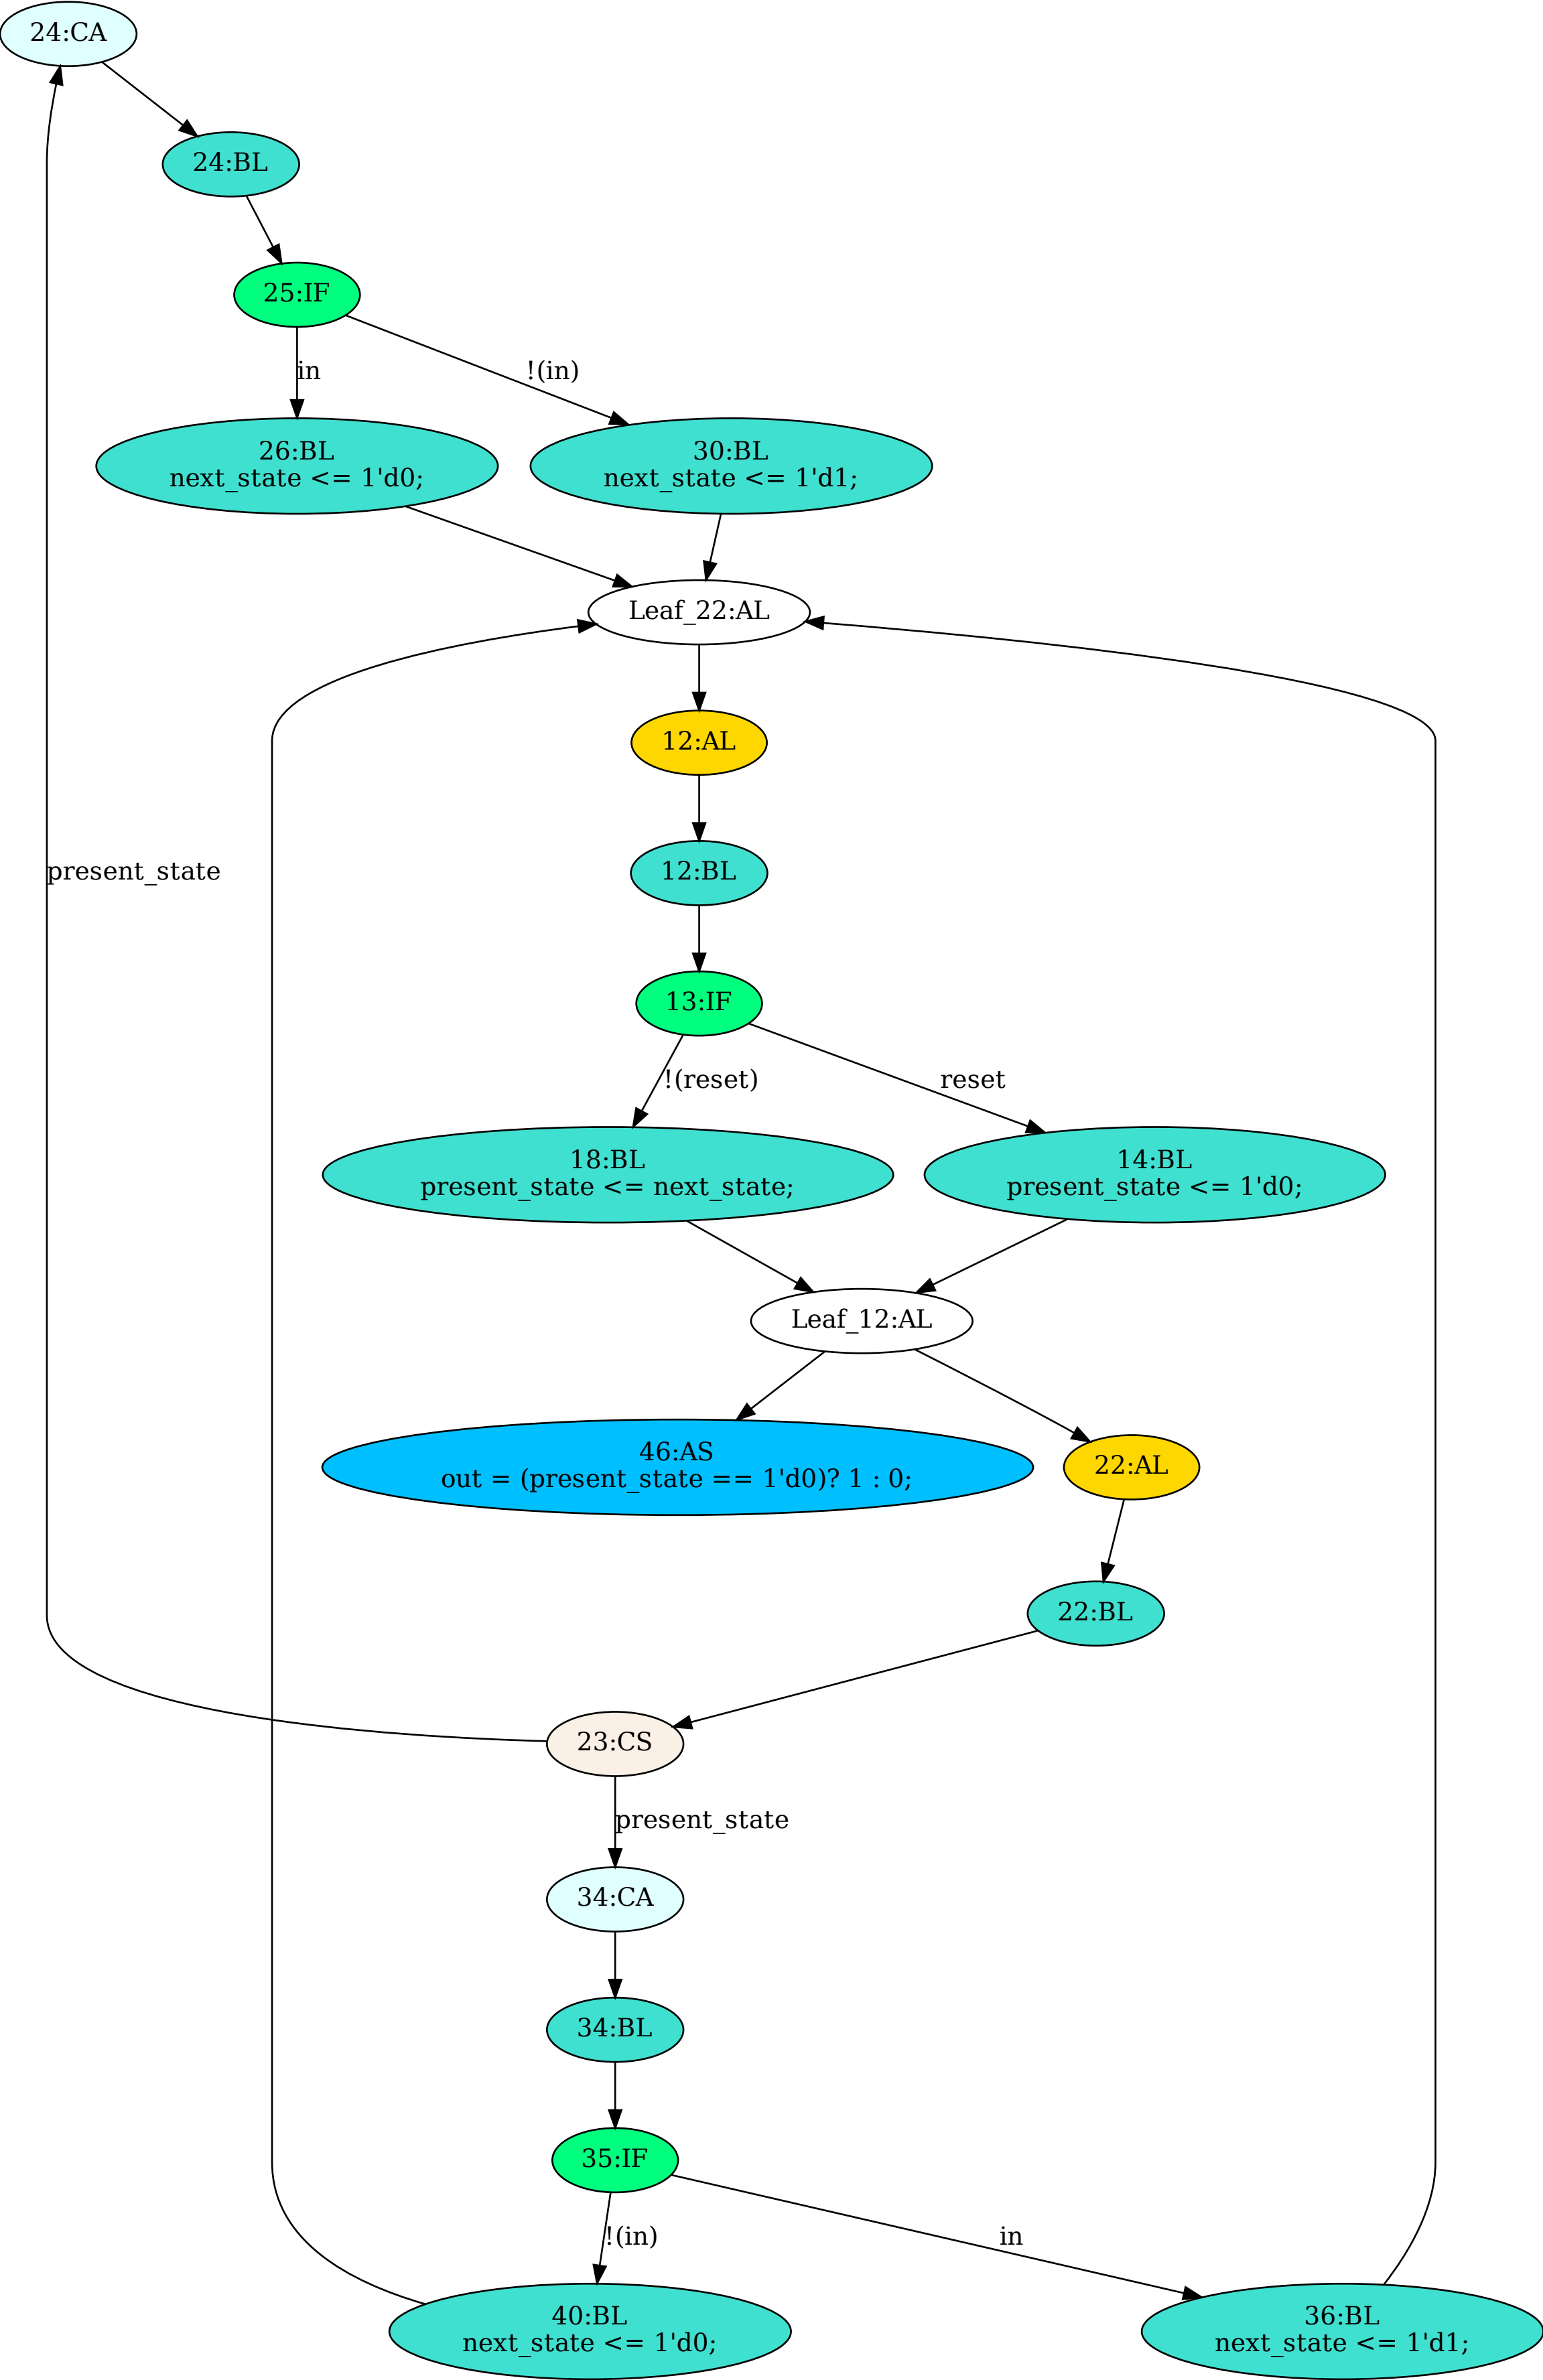 24:CA
24:BL
25:IF
in
!(in)
26:BL
next_state <= 1'd0;
30:BL
next_state <= 1'd1;
Leaf_22:AL
12:AL
present_state
12:BL
13:IF
!(reset)
reset
18:BL
present_state <= next_state;
14:BL
present_state <= 1'd0;
Leaf_12:AL
46:AS
out = (present_state == 1'd0)? 1 : 0;
22:AL
22:BL
23:CS
present_state
34:CA
34:BL
35:IF
!(in)
in
40:BL
next_state <= 1'd0;
36:BL
next_state <= 1'd1;